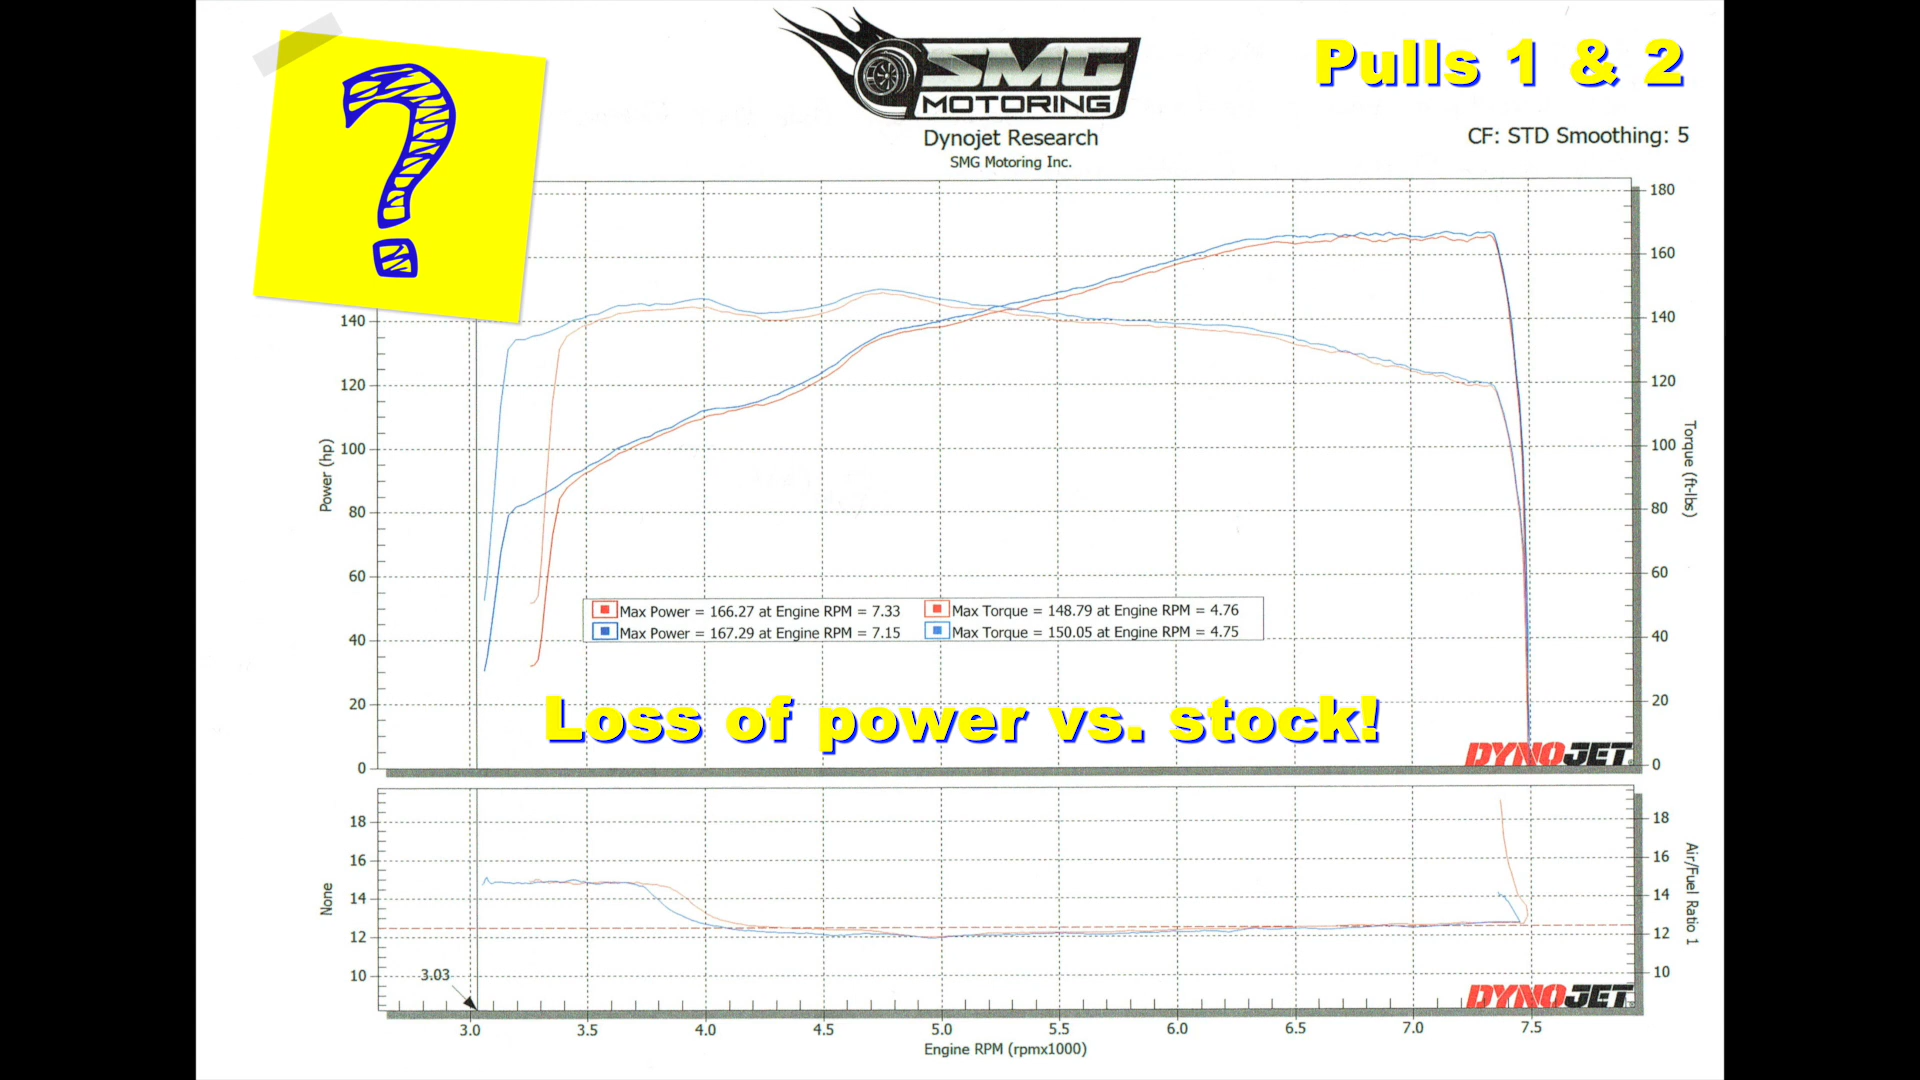 ?
SMG
MOTORING
Pulls 1 & 2
Dynojet Research
SMG Motoring Inc.
CF: STD Smoothing: 5
180
160
140
140
120
120
100
100
80
80
60
60
40
40
20
20
0
0
Power (hp)
Torque (ft-lbs)
Max Power = 166.27 at Engine RPM = 7.33
Max Torque = 148.79 at Engine RPM = 4.76
Max Power = 167.29 at Engine RPM = 7.15
Max Torque = 150.05 at Engine RPM = 4.75
Loss of power vs. stock!
DYNOJET
18
18
16
16
14
14
12
12
10
10
None
Air/Fuel Ratio 1
3.03
DYNOJET
3.0 3.5 4.0 4.5 5.0 5.5 6.0 6.5 7.0 7.5
Engine RPM (rpmx1000)